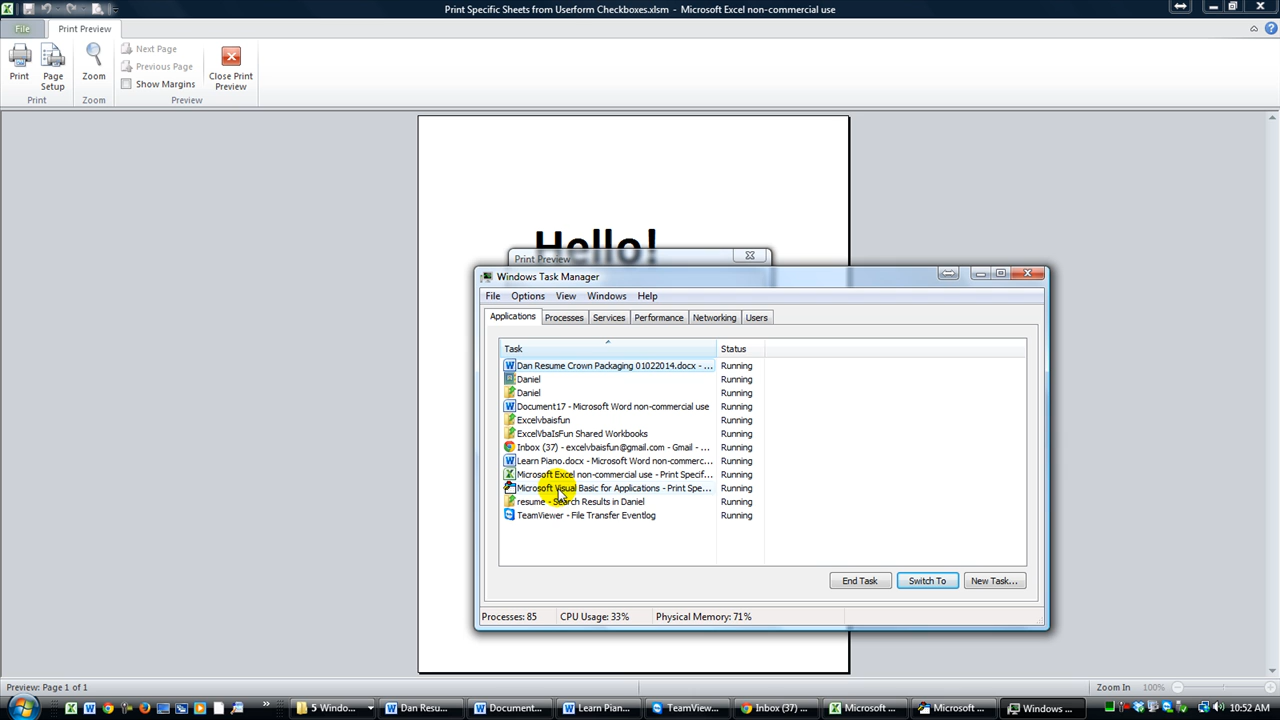 Print Specific Sheets from Userform Checkboxes.xlsm - Microsoft Excel non-commercial use
File
Print Preview
Print
Page Setup
Zoom
Next Page
Previous Page
Show Margins
Close Print Preview
Print
Zoom
Preview
Hello!
Print Preview
Windows Task Manager
File Options View Windows Help
Applications Processes Services Performance Networking Users
Task Status
Dan Resume Crown Packaging 01022014.docx - ... Running
Daniel Running
Daniel Running
Document17 - Microsoft Word non-commercial use Running
Excelvbaisfun Running
ExcelVbaIsFun Shared Workbooks Running
Inbox (37) - excelvbaisfun@gmail.com - Gmail - ... Running
Learn Piano.docx - Microsoft Word non-commerc... Running
Microsoft Excel non-commercial use - Print Specif... Running
Microsoft Visual Basic for Applications - Print Spe... Running
resume - Search Results in Daniel Running
TeamViewer - File Transfer Eventlog Running
End Task Switch To New Task...
Processes: 85 CPU Usage: 33% Physical Memory: 71%
Preview: Page 1 of 1 Zoom In 100%
5 Windo... Dan Resu... Document... Learn Pian... TeamView... Inbox (37) ... Microsoft ... Microsoft ... Windows ... 10:52 AM